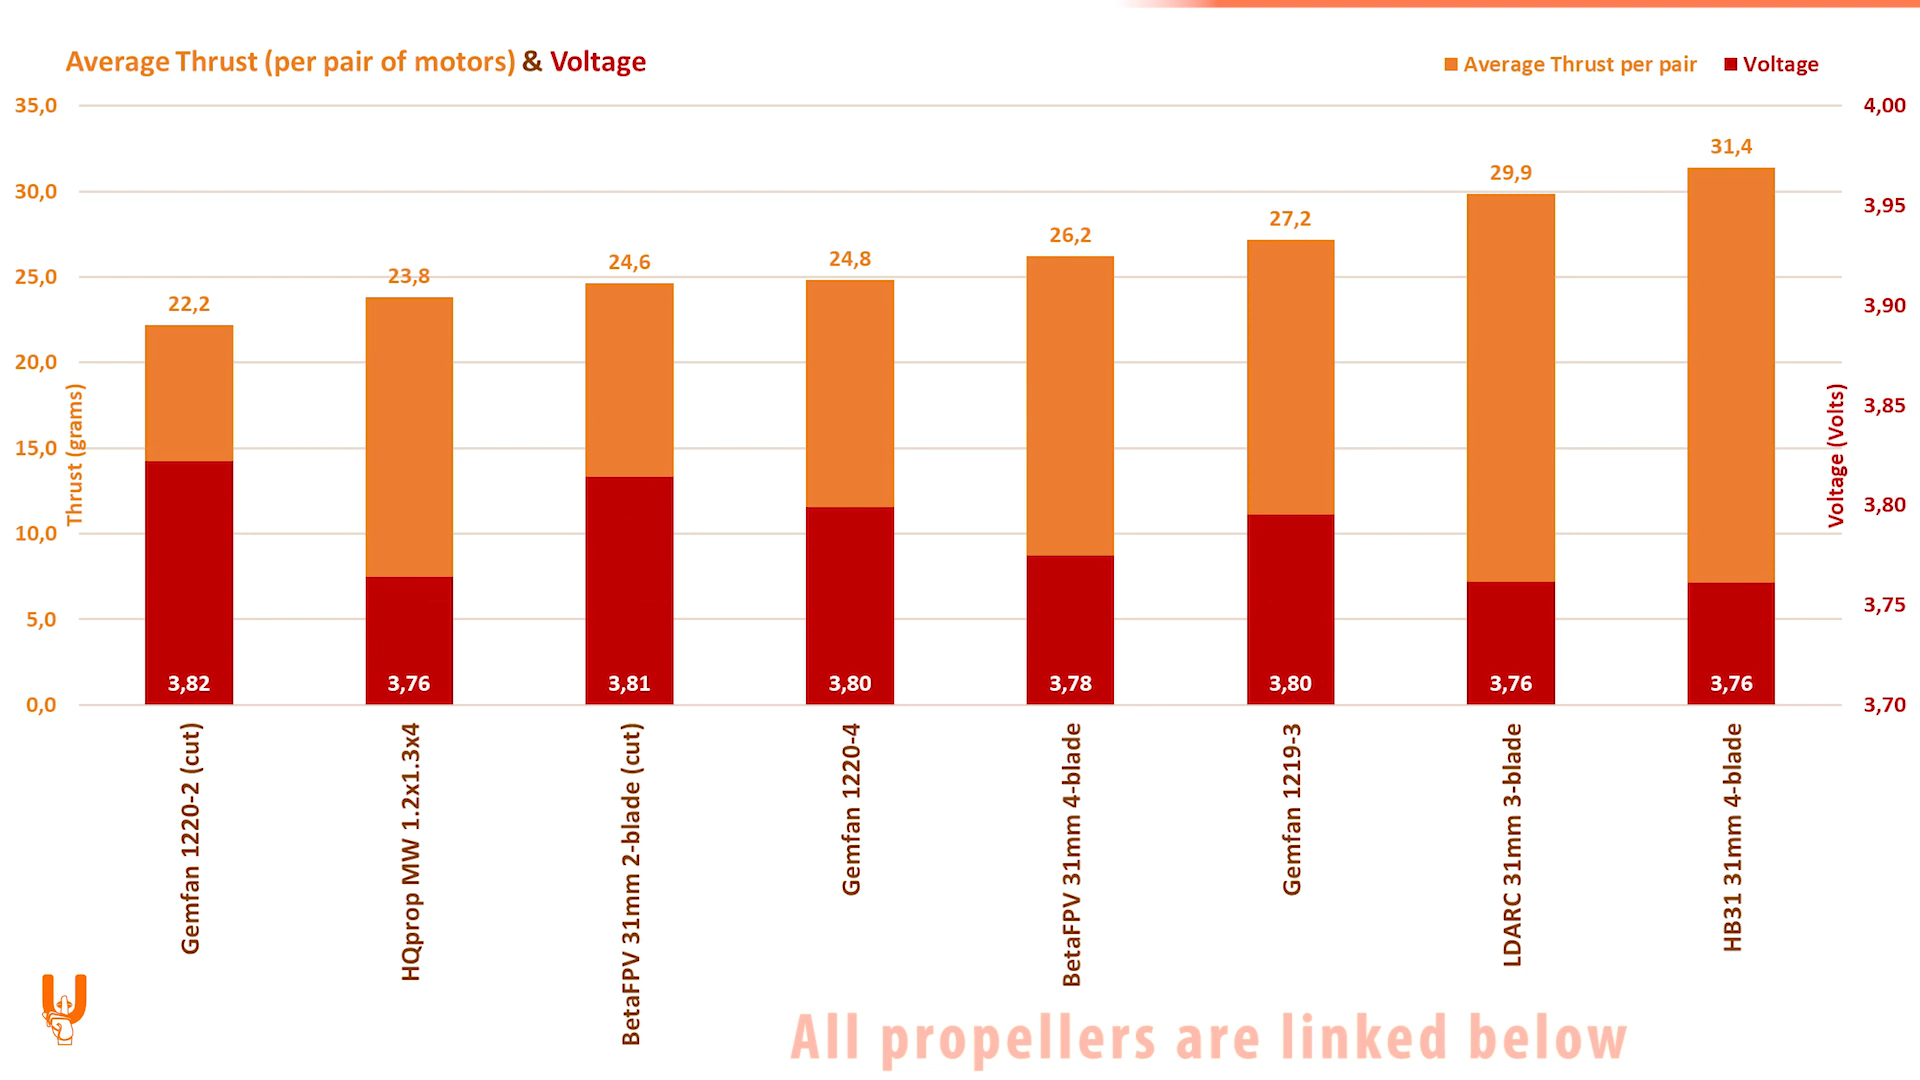 Average Thrust (per pair of motors) & Voltage
Average Thrust per pair
Voltage
35,0
30,0
25,0
20,0
15,0
10,0
5,0
0,0
Thrust (grams)
22,2
23,8
24,6
24,8
26,2
27,2
29,9
31,4
3,82
3,76
3,81
3,80
3,78
3,80
3,76
3,76
4,00
3,95
3,90
3,85
3,80
3,75
3,70
Voltage (Volts)
Gemfan 1220-2 (cut)
HQprop MW 1.2x1.3x4
BetaFPV 31mm 2-blade (cut)
Gemfan 1220-4
BetaFPV 31mm 4-blade
Gemfan 1219-3
LDARC 31mm 3-blade
HB31 31mm 4-blade
All propellers are linked below